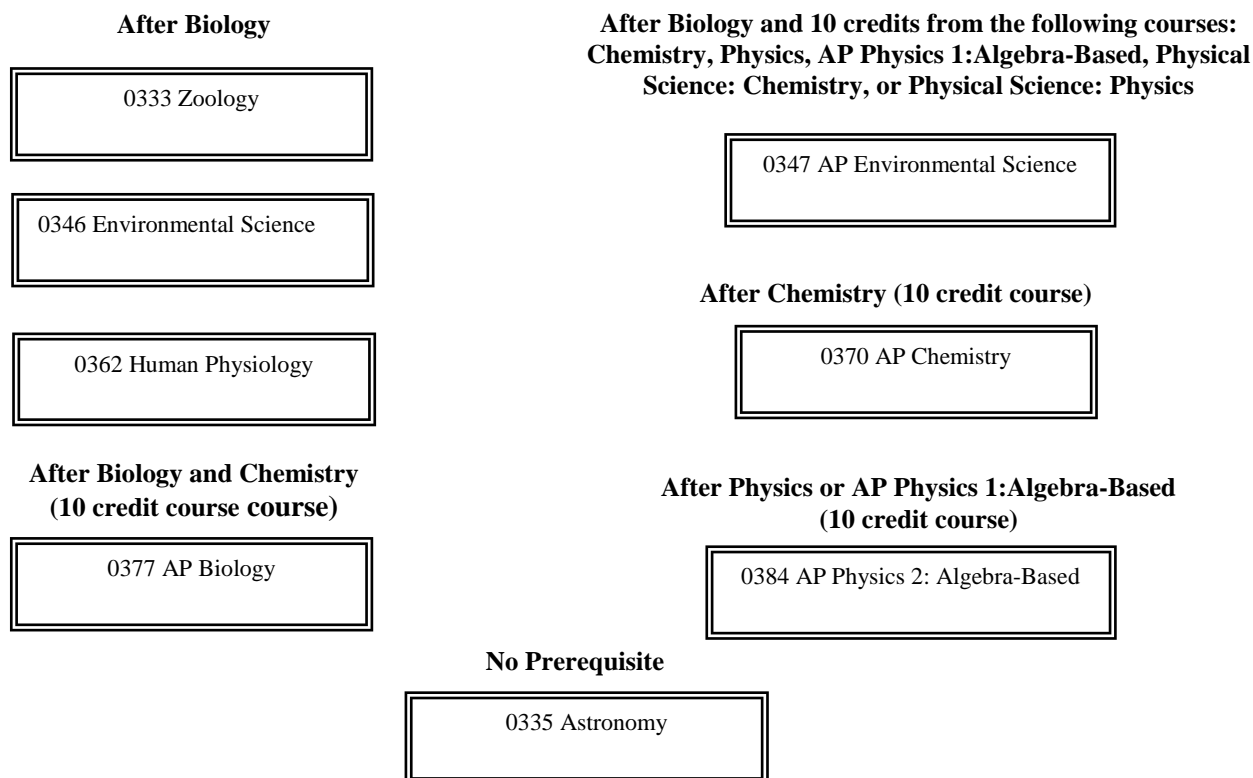 After Biology
0333 Zoology
0346 Environmental Science
0362 Human Physiology
After Biology and Chemistry
(10 credit course course)
0377 AP Biology
After Biology and 10 credits from the following courses:
Chemistry, Physics, AP Physics 1:Algebra-Based, Physical
Science: Chemistry, or Physical Science: Physics
0347 AP Environmental Science
After Chemistry (10 credit course)
0370 AP Chemistry
After Physics or AP Physics 1:Algebra-Based
(10 credit course)
0384 AP Physics 2: Algebra-Based
No Prerequisite
0335 Astronomy